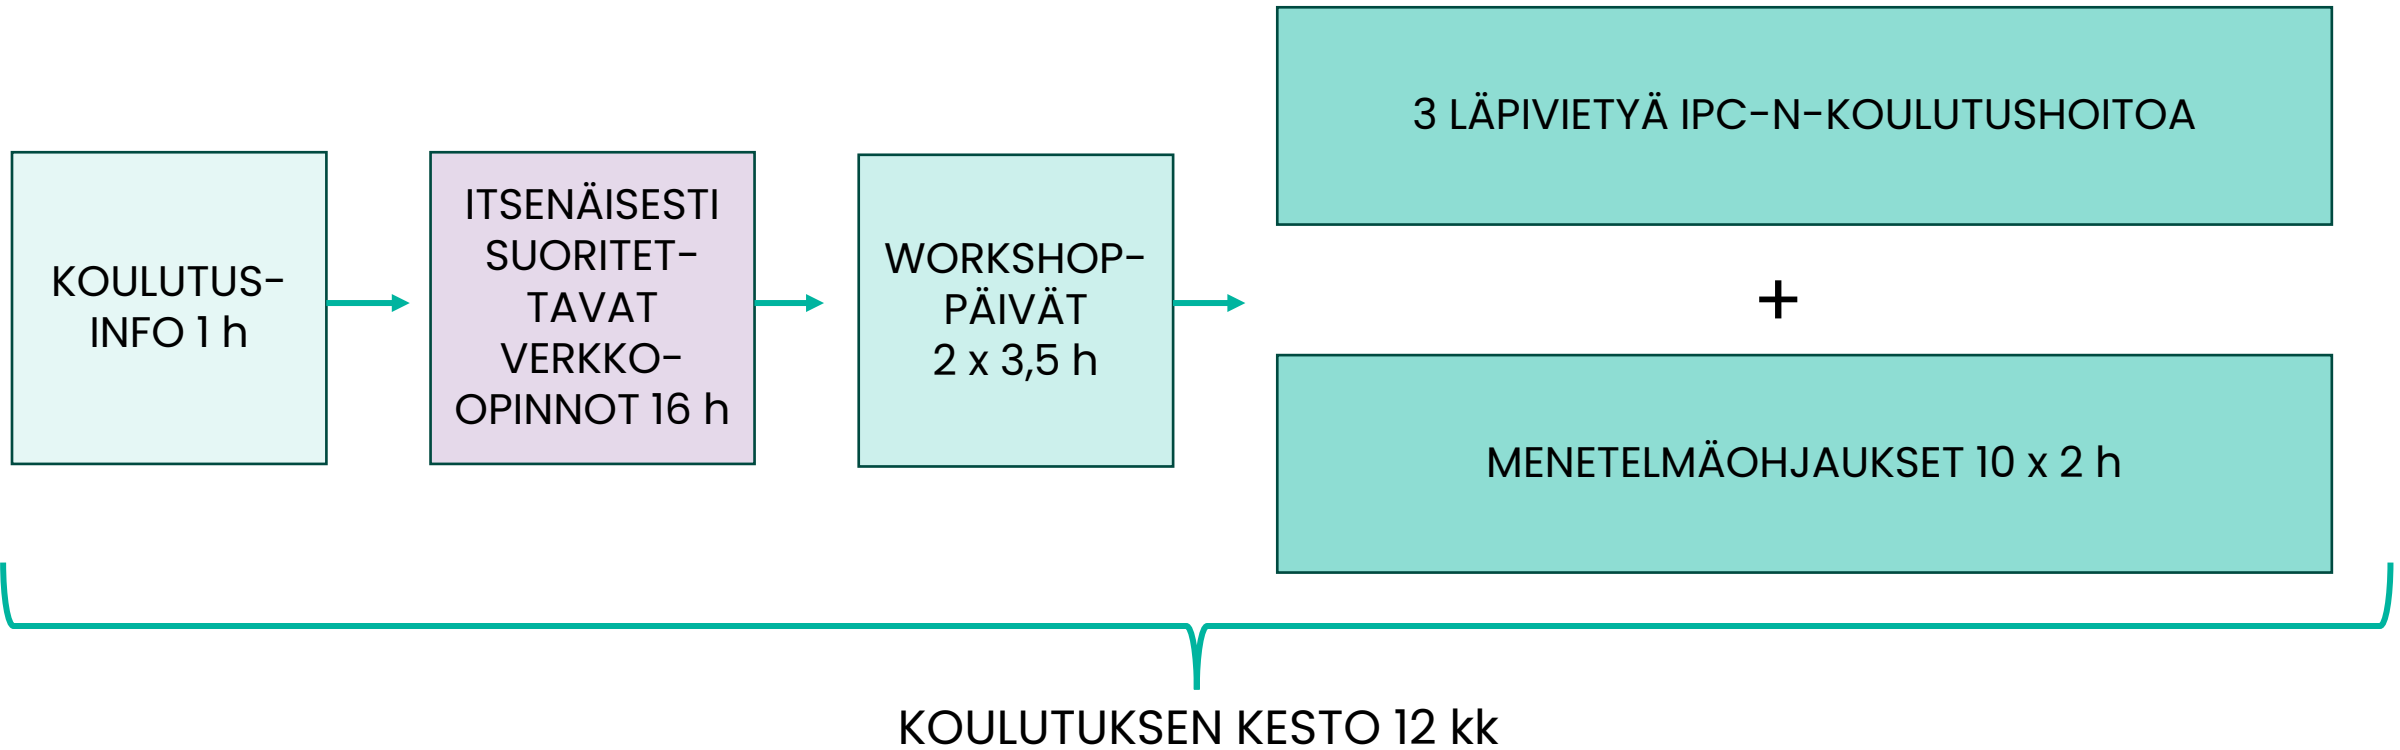 KOULUTUS-
INFO 1 h
ITSENÄISESTI
SUORITET-
TAVAT
VERKKO-
OPINNOT 16 h
WORKSHOP-
PÄIVÄT
2 x 3,5 h
3 LÄPIVIETYÄ IPC-N-KOULUTUSHOITOA
+
MENETELMÄOHJAUKSET 10 x 2 h
KOULUTUKSEN KESTO 12 kk